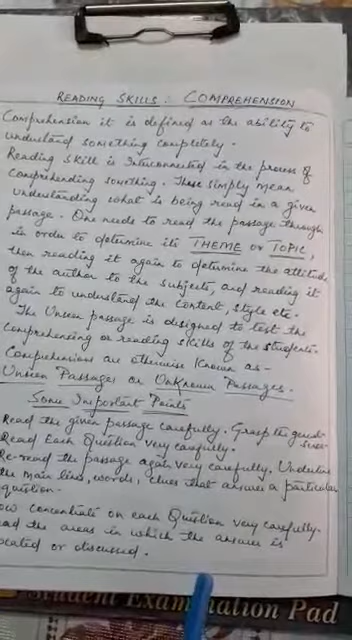 READING SKILLS : COMPREHENSION
Comprehension it is defined as the ability to
understand something completely.
Reading skill is Interconnected in the process of
comprehending something. These simply mean
understanding what is being read in a given
passage. One needs to read the passage through
in order to determine its THEME or TOPIC,
then reading it again to determine the attitude
of the author to the subjects, and reading it
again to understand the content, style etc.
The Unseen passage is designed to test the
comprehending or reading skills of the students.
Comprehensions are otherwise known as-
Unseen Passages or Unknown Passages.
Some Important Points
Read the given passage carefully. Grasp the
Read Each Question very carefully.
Re-read the passage again very carefully. Underline
the main lines, words, clues that answer a particular
question.
ow concentrate on each Question very carefully.
ead the areas in which the answer is
ocated or discussed.
Student Examination Pad